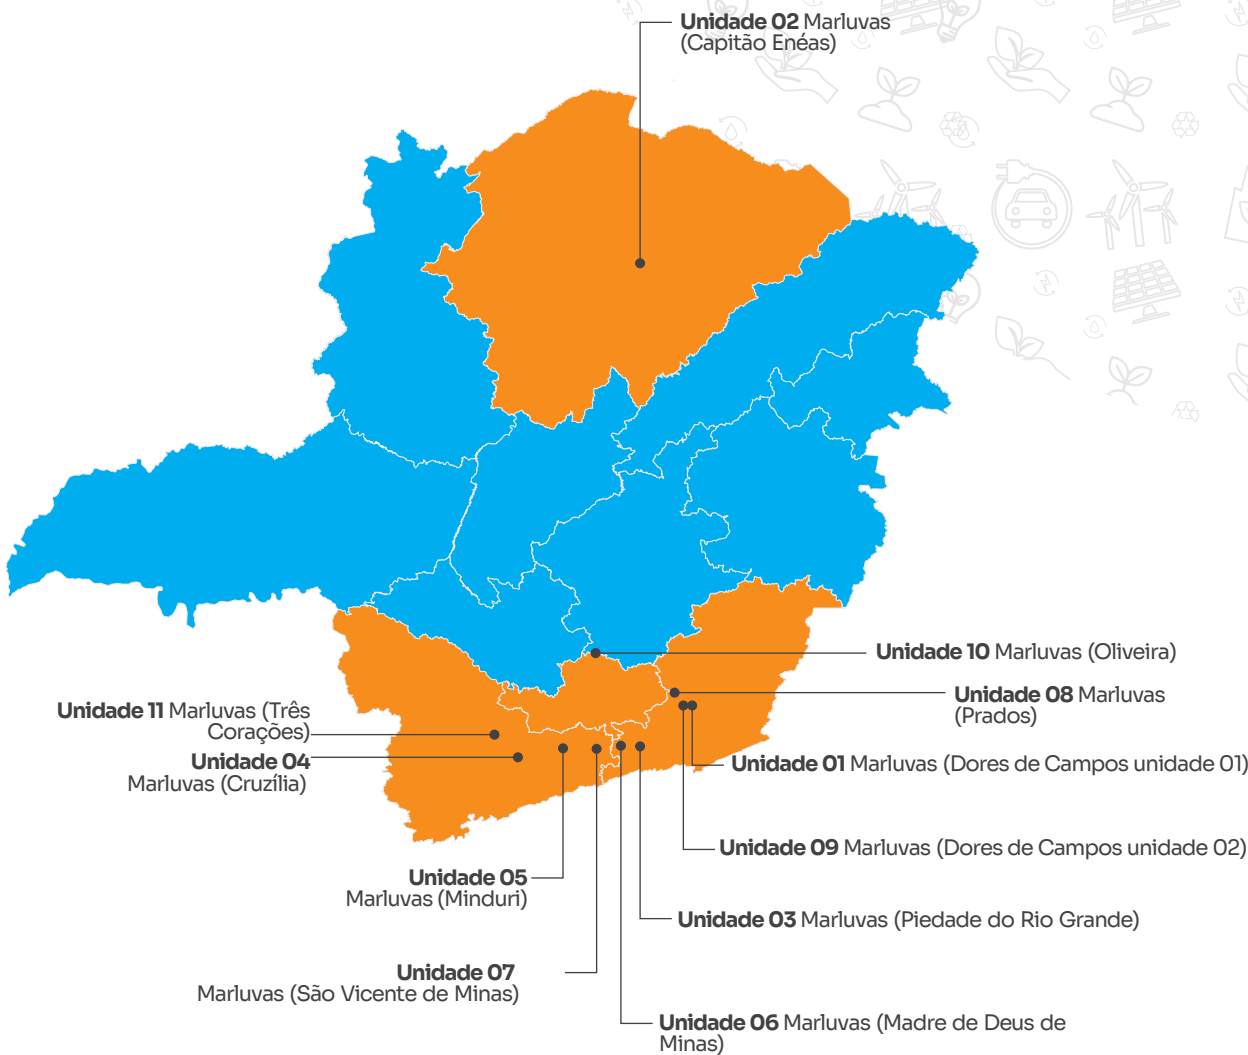 Unidade 02 Marluvas
(Capitão Enéas)
Unidade 10 Marluvas (Oliveira)
Unidade 08 Marluvas
(Prados)
Unidade 11 Marluvas (Três
Corações)
Unidade 04
Marluvas (Cruzília)
Unidade 01 Marluvas (Dores de Campos unidade 01)
Unidade 09 Marluvas (Dores de Campos unidade 02)
Unidade 05
Marluvas (Minduri)
Unidade 03 Marluvas (Piedade do Rio Grande)
Unidade 07
Marluvas (São Vicente de Minas)
Unidade 06 Marluvas (Madre de Deus de
Minas)